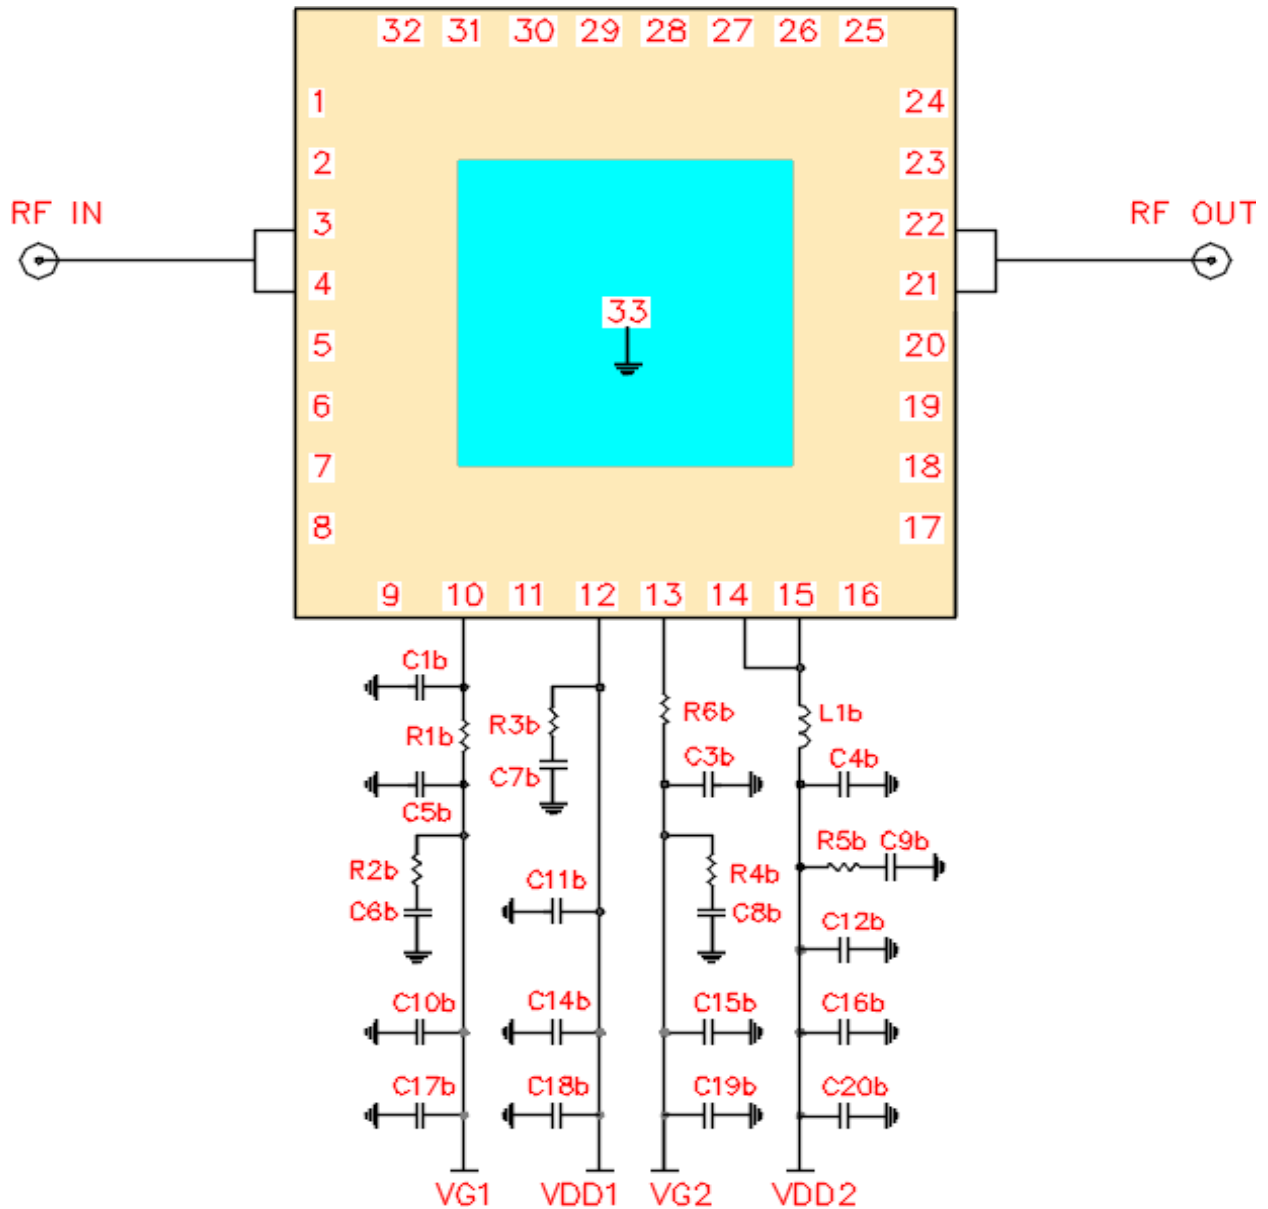 32 31 30 29 28 27 26 25
1 24
2 23
RF IN 3 22 RF OUT
4 21
33
5 20
6 19
7 18
8 17
9 10 11 12 13 14 15 16
C1b
R3b R6b L1b
R1b
C7b C3b C4b
C5b
R5b C9b
R2b C11b R4b
C6b C8b
C12b
C10b C14b C15b C16b
C17b C18b C19b C20b
VG1 VDD1 VG2 VDD2